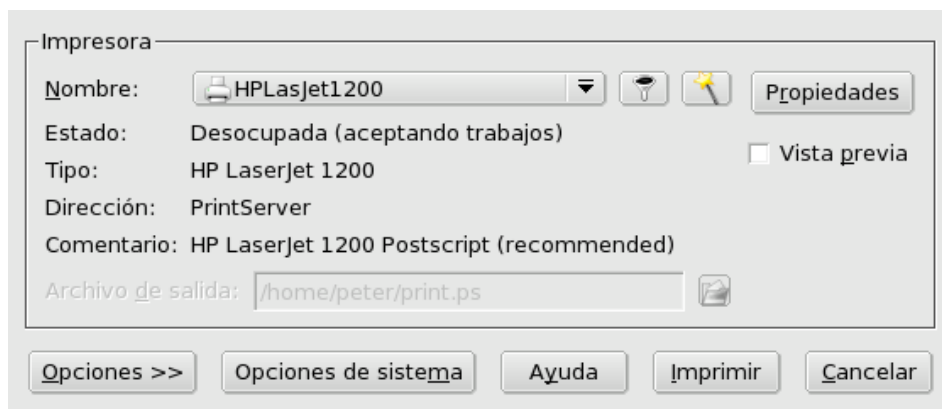 Impresora
Nombre: HPLasJet1200 Propiedades
Estado: Desocupada (aceptando trabajos)
Vista previa
Tipo: HP LaserJet 1200
Dirección: PrintServer
Comentario: HP LaserJet 1200 Postscript (recommended)
Archivo de salida: /home/peter/print.ps
Opciones >> Opciones de sistema Ayuda Imprimir Cancelar